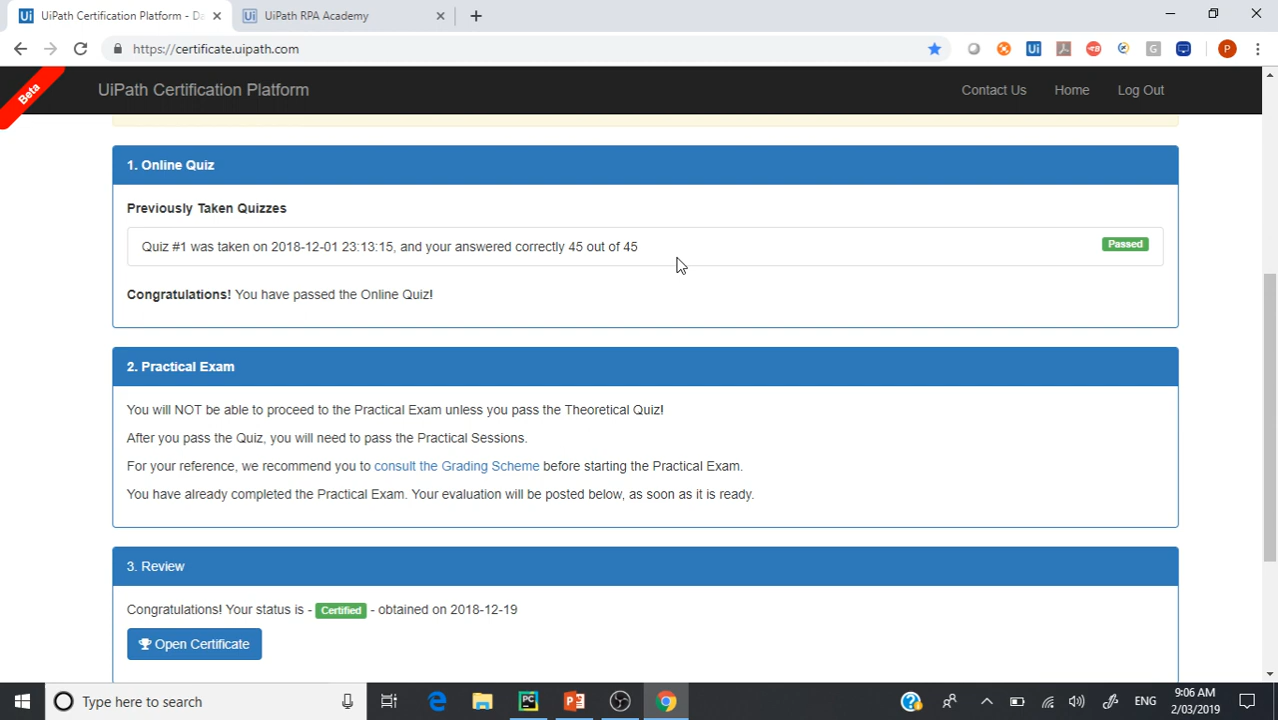 UiPath Certification Platform - Da
UiPath RPA Academy
https://certificate.uipath.com
Beta
UiPath Certification Platform
Contact Us
Home
Log Out
1. Online Quiz
Previously Taken Quizzes
Quiz #1 was taken on 2018-12-01 23:13:15, and your answered correctly 45 out of 45
Passed
Congratulations! You have passed the Online Quiz!
2. Practical Exam
You will NOT be able to proceed to the Practical Exam unless you pass the Theoretical Quiz!
After you pass the Quiz, you will need to pass the Practical Sessions.
For your reference, we recommend you to consult the Grading Scheme before starting the Practical Exam.
You have already completed the Practical Exam. Your evaluation will be posted below, as soon as it is ready.
3. Review
Congratulations! Your status is - Certified - obtained on 2018-12-19
Open Certificate
Type here to search
ENG
9:06 AM
2/03/2019